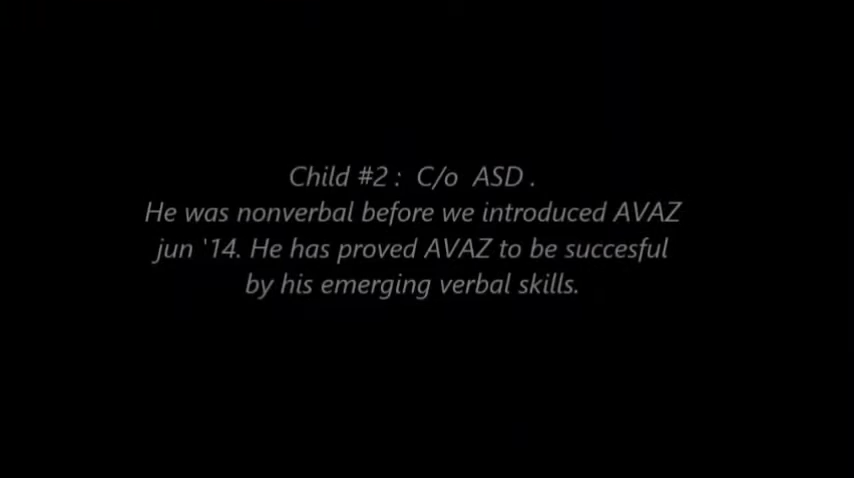 Child #2 : C/o ASD .
He was nonverbal before we introduced AVAZ
jun '14. He has proved AVAZ to be succesful
by his emerging verbal skills.